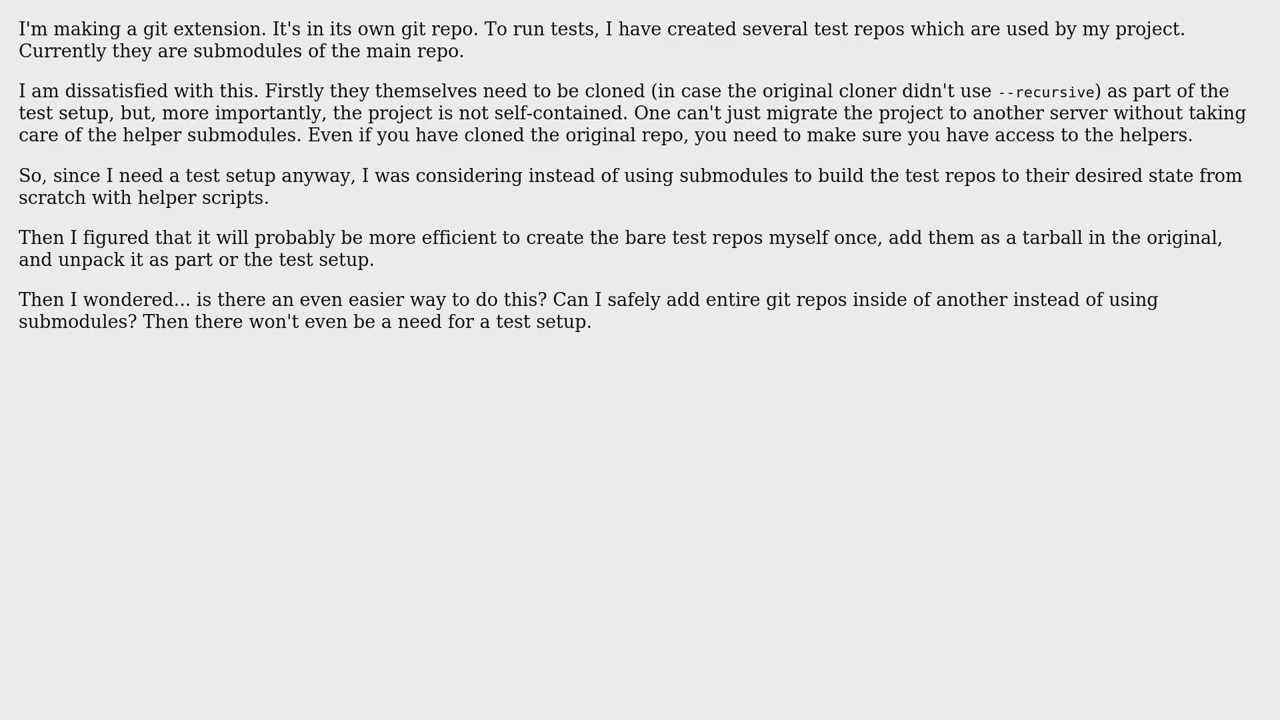 I'm making a git extension. It's in its own git repo. To run tests, I have created several test repos which are used by my project.
Currently they are submodules of the main repo.
I am dissatisfied with this. Firstly they themselves need to be cloned (in case the original cloner didn't use --recursive) as part of the
test setup, but, more importantly, the project is not self-contained. One can't just migrate the project to another server without taking
care of the helper submodules. Even if you have cloned the original repo, you need to make sure you have access to the helpers.
So, since I need a test setup anyway, I was considering instead of using submodules to build the test repos to their desired state from
scratch with helper scripts.
Then I figured that it will probably be more efficient to create the bare test repos myself once, add them as a tarball in the original,
and unpack it as part or the test setup.
Then I wondered... is there an even easier way to do this? Can I safely add entire git repos inside of another instead of using
submodules? Then there won't even be a need for a test setup.